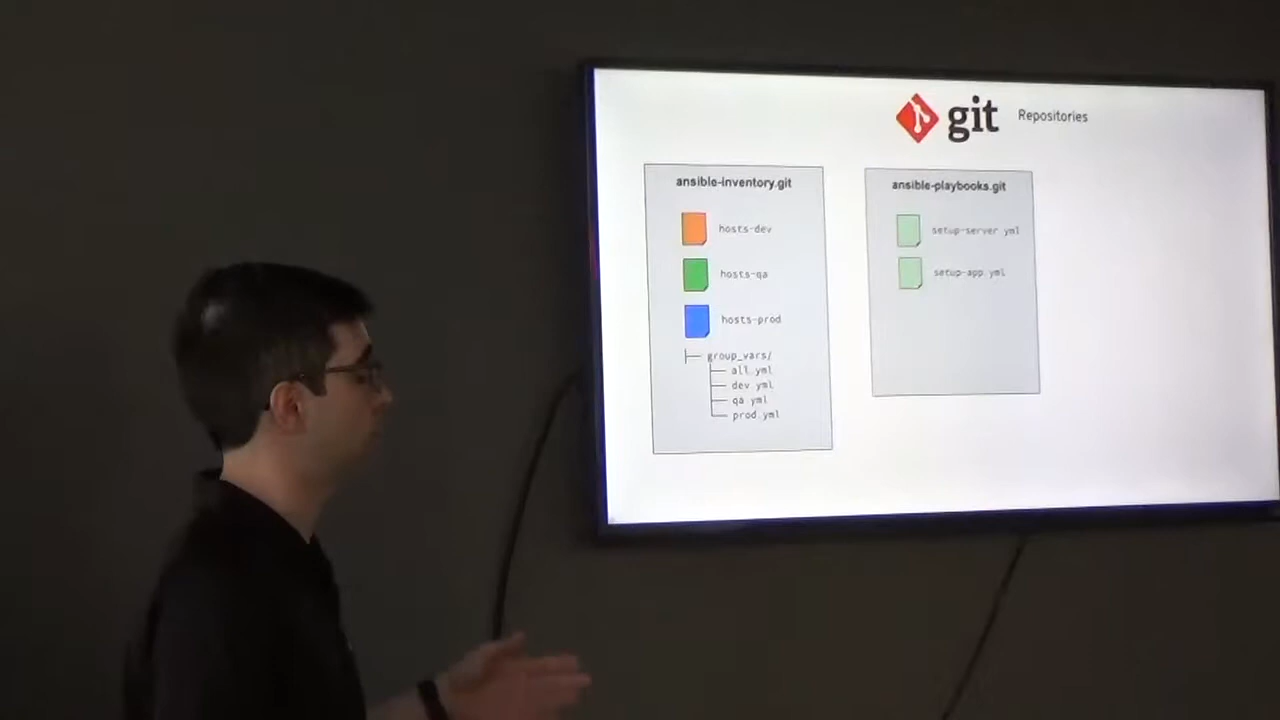 git Repositories
ansible-inventory.git
hosts-dev
hosts-qa
hosts-prod
group_vars/
all.yml
dev.yml
qa.yml
prod.yml
ansible-playbooks.git
setup-server.yml
setup-app.yml